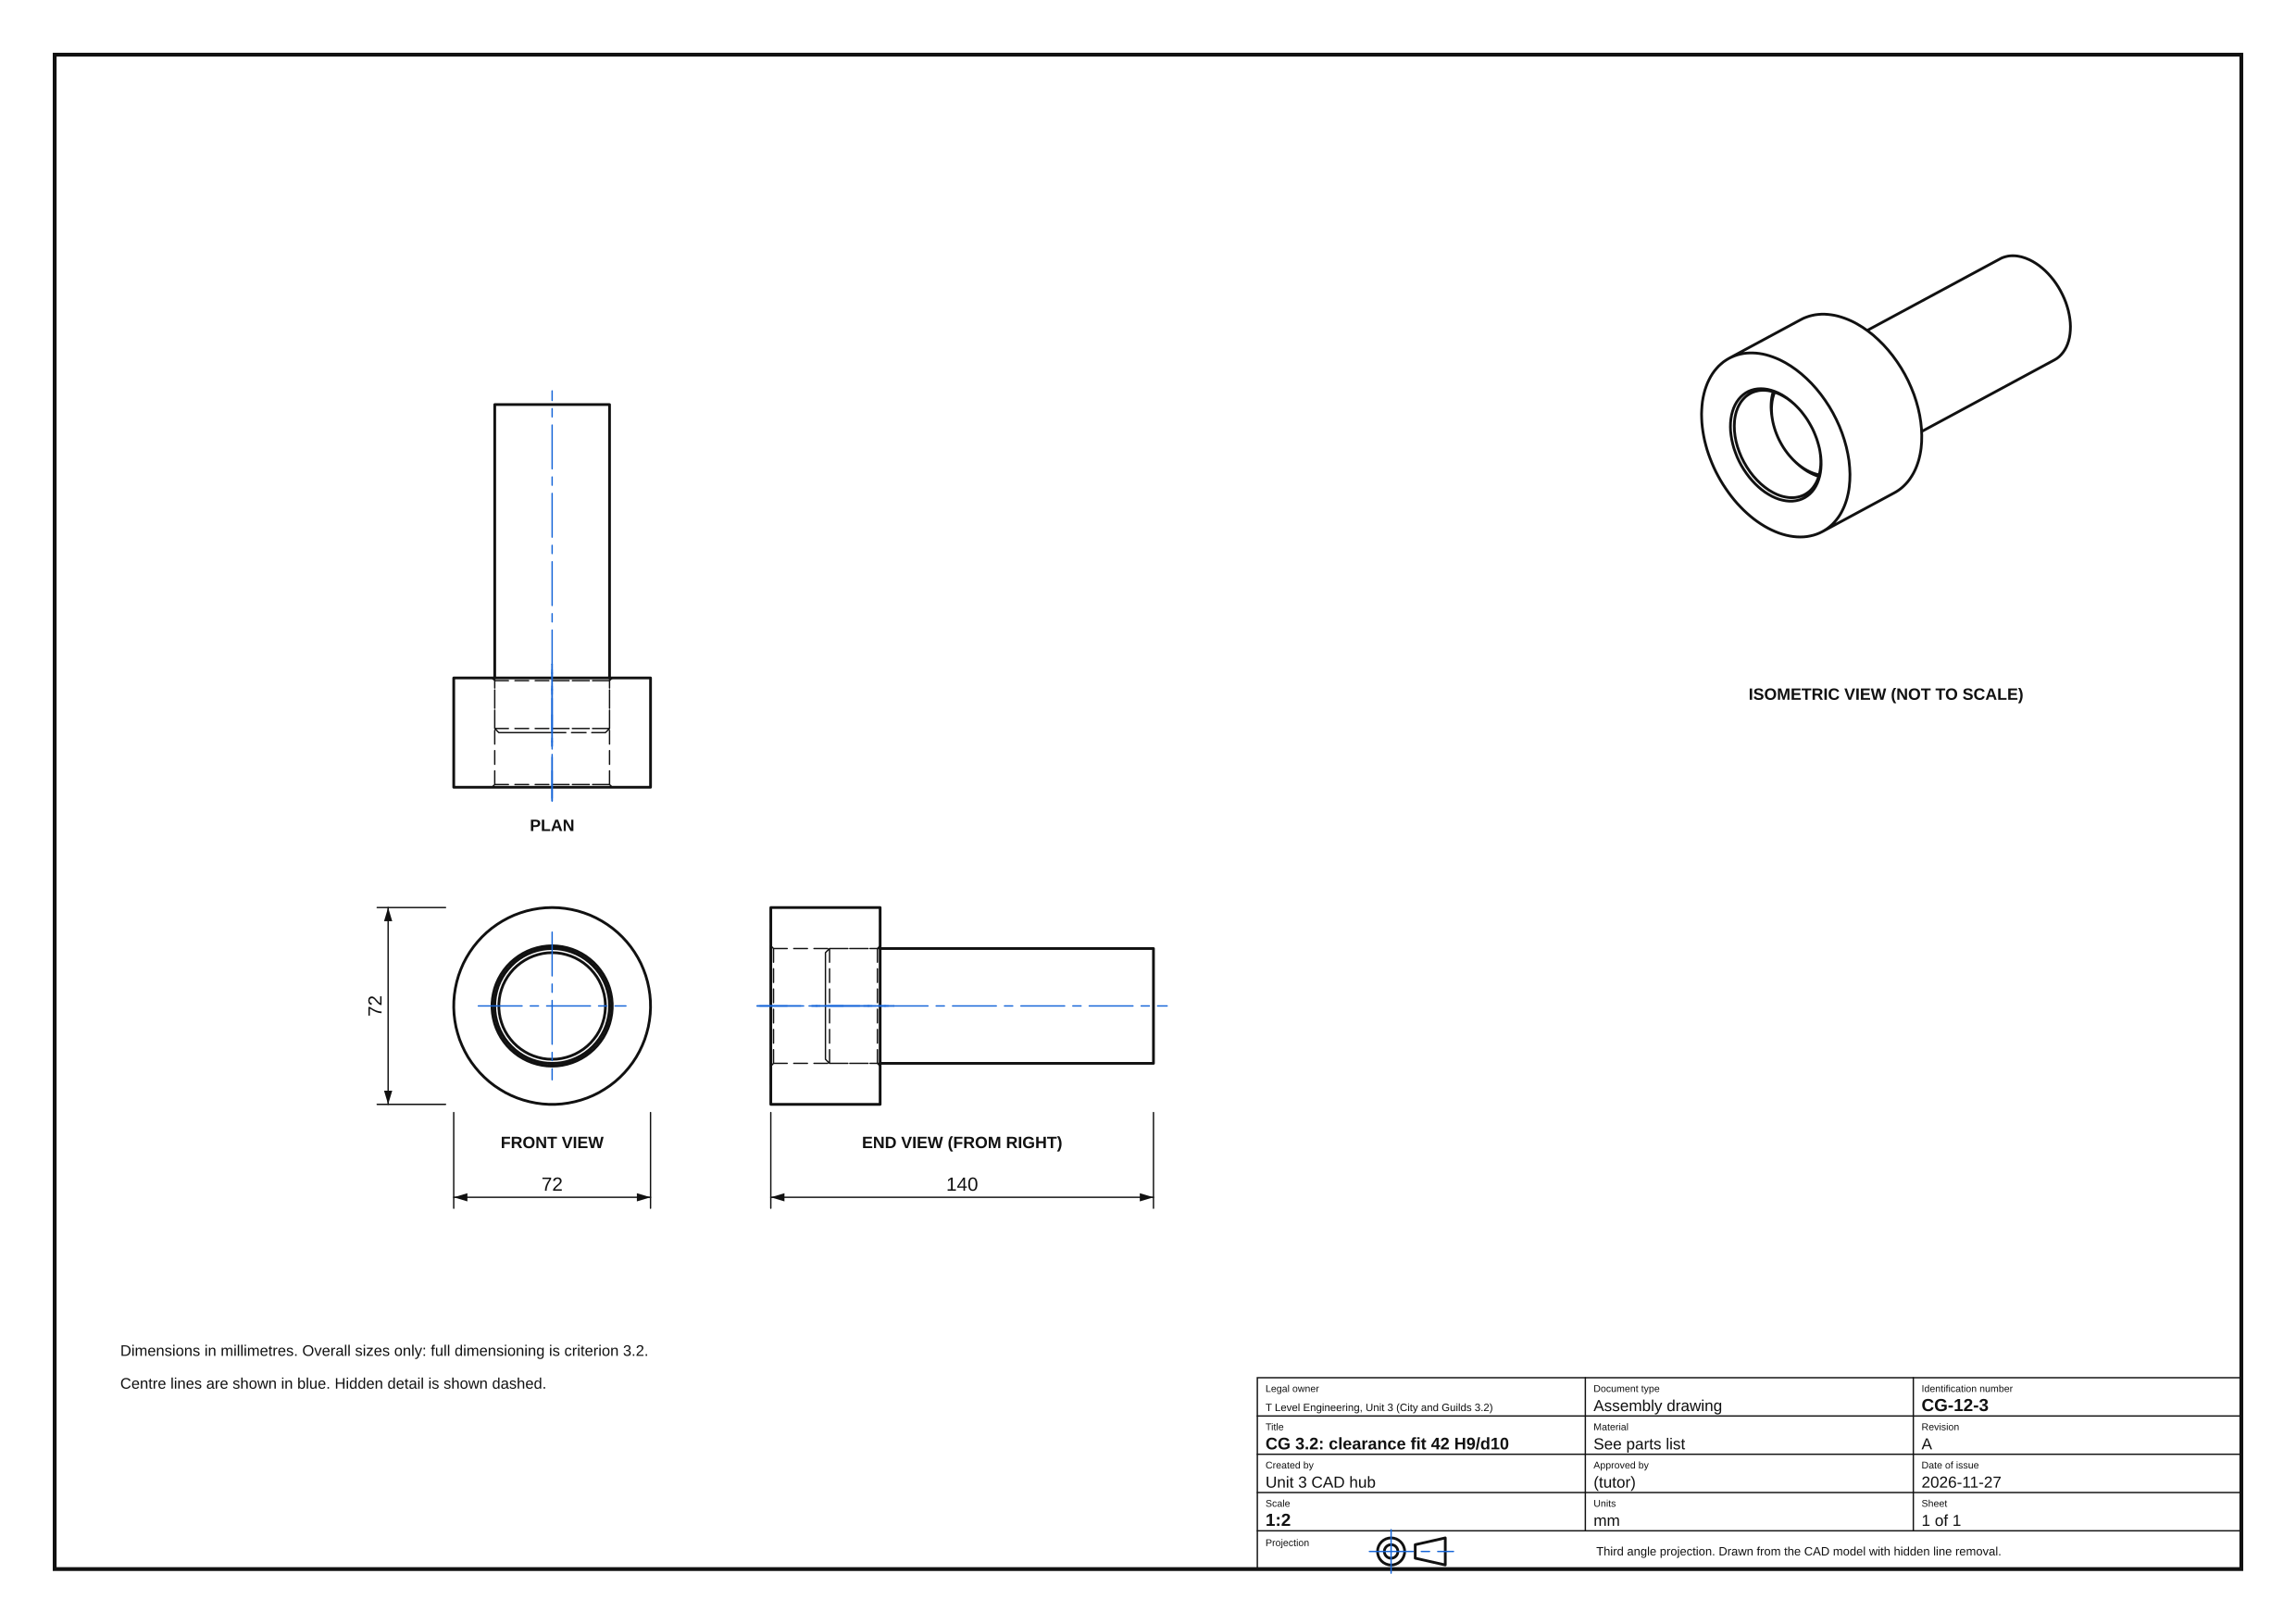 ISOMETRIC VIEW (NOT TO SCALE)
PLAN
72
FRONT VIEW
72
END VIEW (FROM RIGHT)
140
Dimensions in millimetres. Overall sizes only: full dimensioning is criterion 3.2.
Centre lines are shown in blue. Hidden detail is shown dashed.
Legal owner
T Level Engineering, Unit 3 (City and Guilds 3.2)
Document type
Assembly drawing
Identification number
CG-12-3
Title
CG 3.2: clearance fit 42 H9/d10
Material
See parts list
Revision
A
Created by
Unit 3 CAD hub
Approved by
(tutor)
Date of issue
2026-11-27
Scale
1:2
Units
mm
Sheet
1 of 1
Projection
Third angle projection. Drawn from the CAD model with hidden line removal.